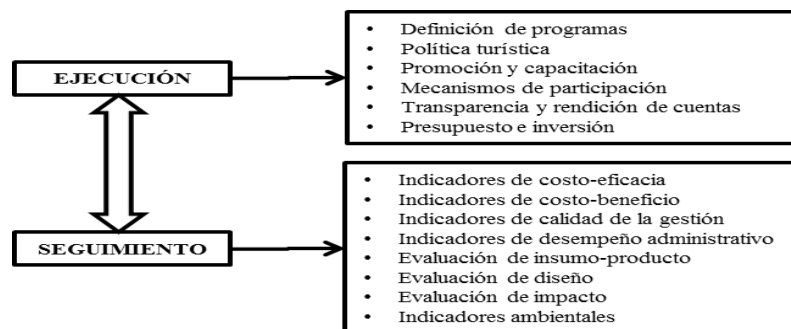 EJECUCIÓN
• Definición de programas
• Política turística
• Promoción y capacitación
• Mecanismos de participación
• Transparencia y rendición de cuentas
• Presupuesto e inversión
SEGUIMIENTO
• Indicadores de costo-eficacia
• Indicadores de costo-beneficio
• Indicadores de calidad de la gestión
• Indicadores de desempeño administrativo
• Evaluación de insumo-producto
• Evaluación de diseño
• Evaluación de impacto
• Indicadores ambientales